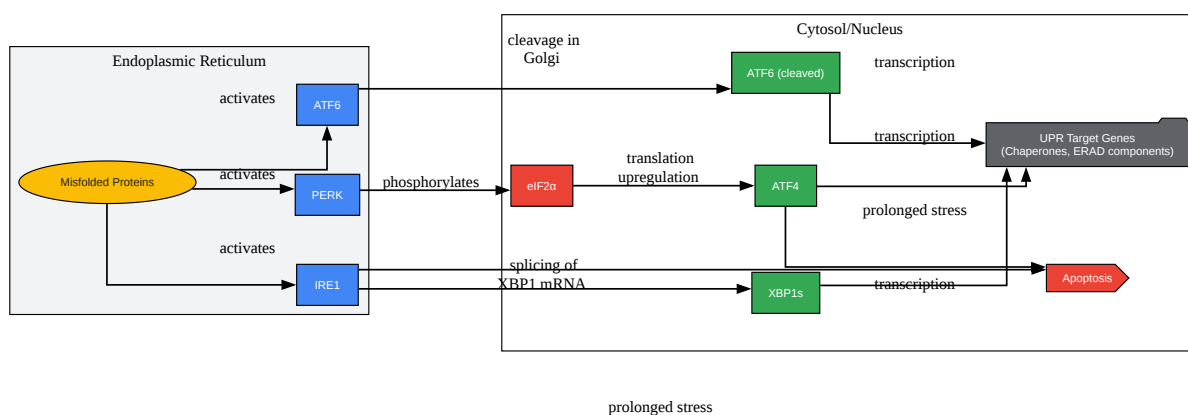 Cytosol/Nucleus
cleavage in
Golgi
Endoplasmic Reticulum
transcription
ATF6 (cleaved)
activates
ATF6
transcription
UPR Target Genes
(Chaperones, ERAD components)
Misfolded Proteins
activates
PERK
phosphorylates
eIF2α
translation
upregulation
ATF4
prolonged stress
activates
IRE1
splicing of
XBP1 mRNA
XBP1s
transcription
Apoptosis
prolonged stress